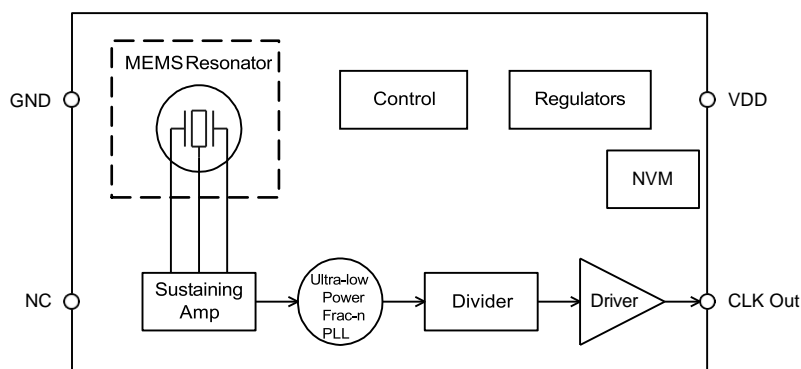 MEMS Resonator
GND
Control
Regulators
VDD
NVM
NC
Sustaining
Amp
Ultra-low
Power
Frac-n
PLL
Divider
Driver
CLK Out